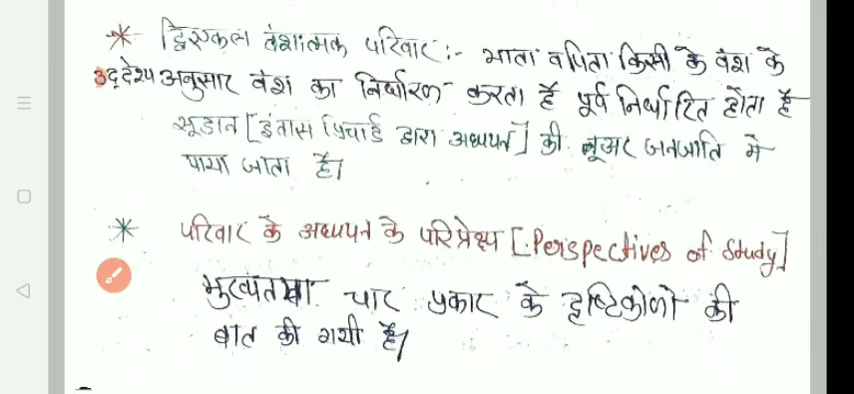 * द्विएकल वंशात्मक परिवार :- माता व पिता किसी के वंश के
उद्देश्य अनुसार वंश का निर्धारण करता है पूर्व निर्धारित होता है
सूडान [इवांस प्रिचार्ड द्वारा अध्ययन] की नूअर जनजाति में
पाया जाता है।
* परिवार के अध्ययन के परिप्रेक्ष्य [Perspectives of Study]
मुख्यतया चार प्रकार के दृष्टिकोणो की
बात की गयी है।